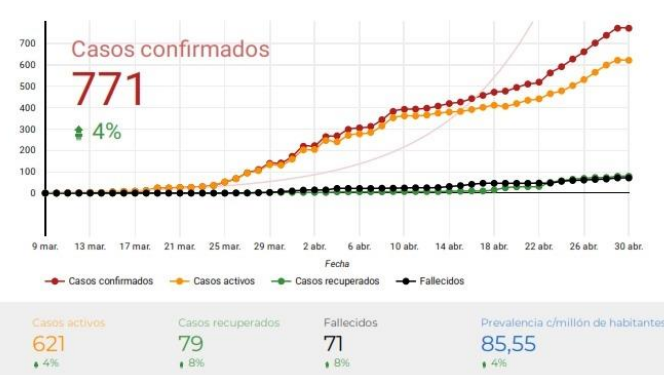 Casos confirmados
771
4%
700
600
500
400
300
200
100
0
9 mar. 13 mar. 17 mar. 21 mar. 25 mar. 29 mar. 2 abr. 6 abr. 10 abr. 14 abr. 18 abr. 22 abr. 26 abr. 30 abr.
Fecha
Casos confirmados Casos activos Casos recuperados Fallecidos
Casos activos Casos recuperados Fallecidos Prevalencia c/millón de habitantes
621 79 71 85,55
4% 8% 8% 4%